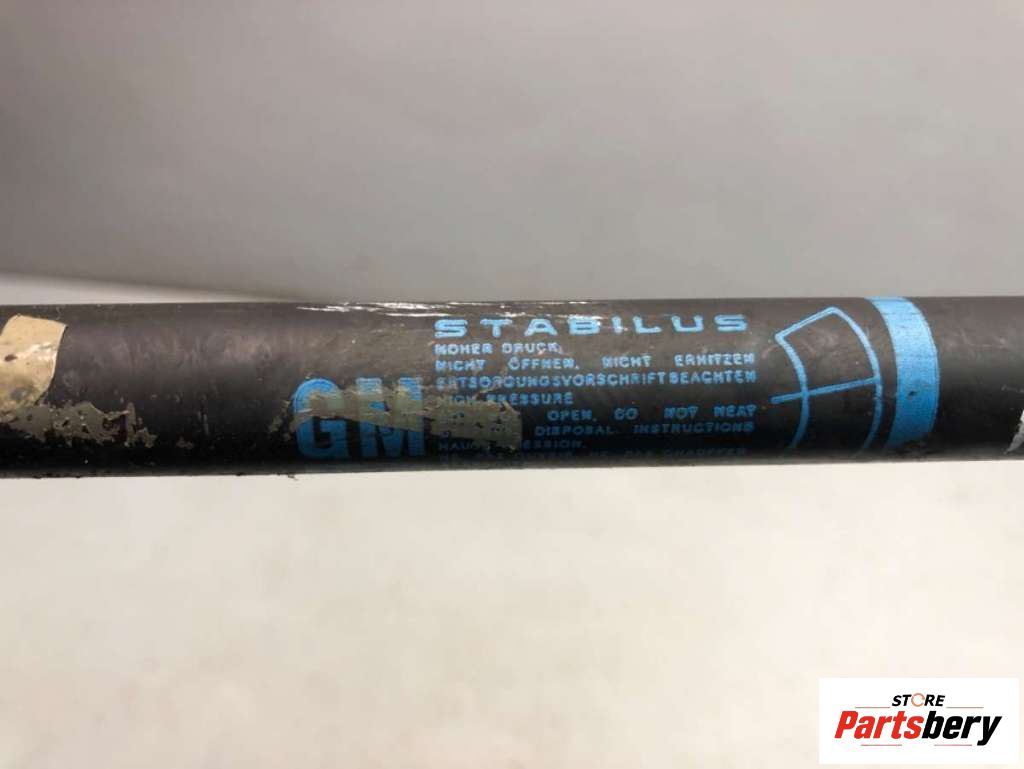 STABILUS
HOHER DRUCK,
NICHT ÖFFNEN, NICHT ERHITZEN
ENTSORGUNGSVORSCHRIFT BEACHTEN
HIGH PRESSURE
GM
OPEN, DO NOT HEAT
DISPOSAL INSTRUCTIONS
STORE
Partsbery